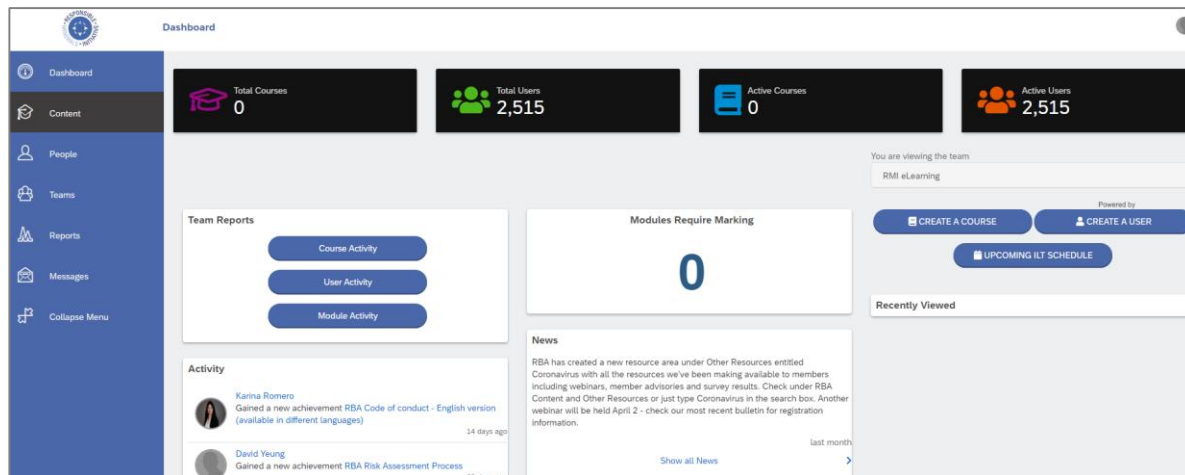 RESPONSIBLE
INITIATIVE
Dashboard
Dashboard
Content
People
Teams
Reports
Messages
Collapse Menu
Total Courses
0
Total Users
2,515
Active Courses
0
Active Users
2,515
You are viewing the team
RMI eLearning
Powered by
CREATE A COURSE
CREATE A USER
UPCOMING ILT SCHEDULE
Recently Viewed
Team Reports
Course Activity
User Activity
Module Activity
Modules Require Marking
0
Activity
Karina Romero
Gained a new achievement RBA Code of conduct - English version
(available in different languages)
14 days ago
David Yeung
Gained a new achievement RBA Risk Assessment Process
News
RBA has created a new resource area under Other Resources entitled
Coronavirus with all the resources we've been making available to members
including webinars, member advisories and survey results. Check under RBA
Content and Other Resources or just type Coronavirus in the search box. Another
webinar will be held April 2 - check our most recent bulletin for registration
information.
last month
Show all News